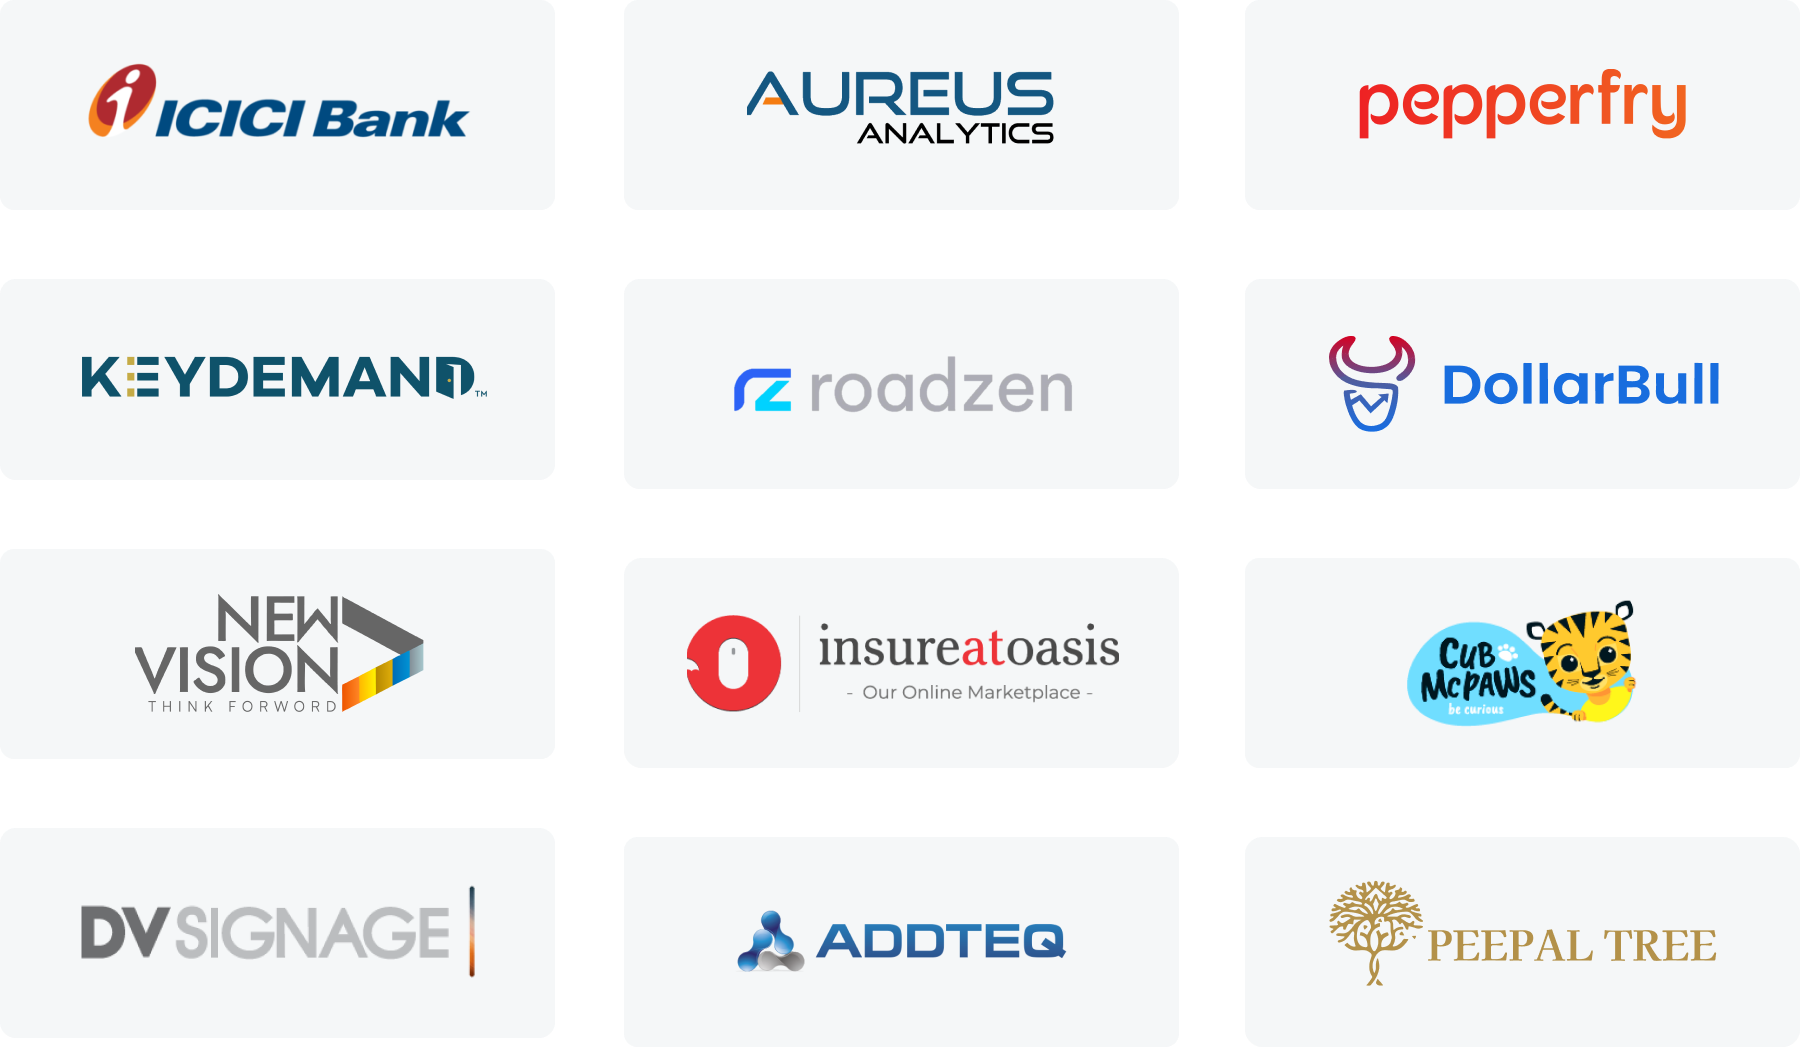 i ICICI Bank
AUREUS
ANALYTICS
pepperfry
KEYDEMAND™
rz roadzen
DollarBull
NEW
VISION
THINK FORWORD
insureatoasis
- Our Online Marketplace -
CUB
McPAWS
be curious
DV SIGNAGE
ADDTEQ
PEEPAL TREE